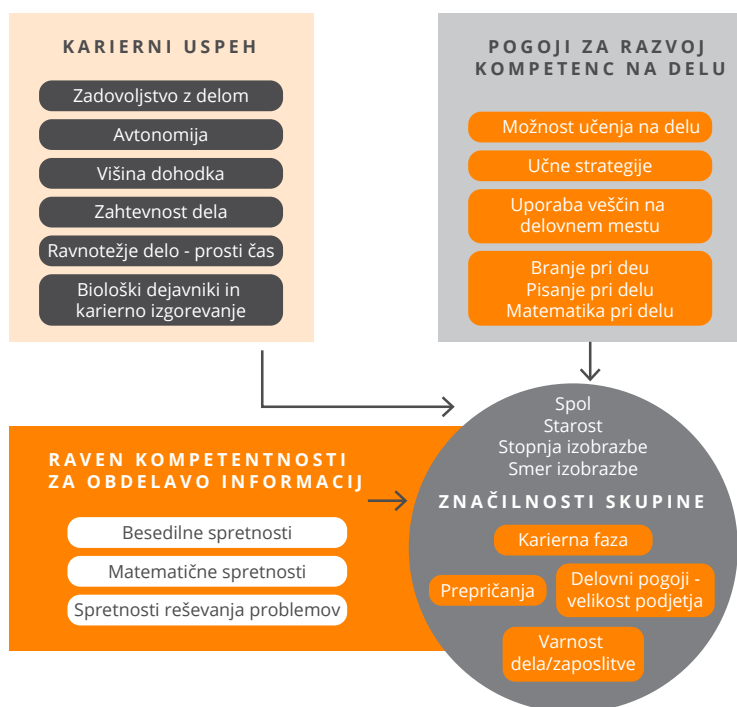 KARIERNI USPEH
Zadovoljstvo z delom
Avtonomija
Višina dohodka
Zahtevnost dela
Ravnotežje delo - prosti čas
Biološki dejavniki in
karierno izgorevanje
POGOJI ZA RAZVOJ
KOMPETENC NA DELU
Možnost učenja na delu
Učne strategije
Uporaba veščin na
delovnem mestu
Branje pri deu
Pisanje pri delu
Matematika pri delu
RAVEN KOMPETENTNOSTI
ZA OBDELAVO INFORMACIJ
Besedilne spretnosti
Matematične spretnosti
Spretnosti reševanja problemov
Spol
Starost
Stopnja izobrazbe
Smer izobrazbe
ZNAČILNOSTI SKUPINE
Karierna faza
Prepričanja
Delovni pogoji -
velikost podjetja
Varnost
dela/zaposlitve